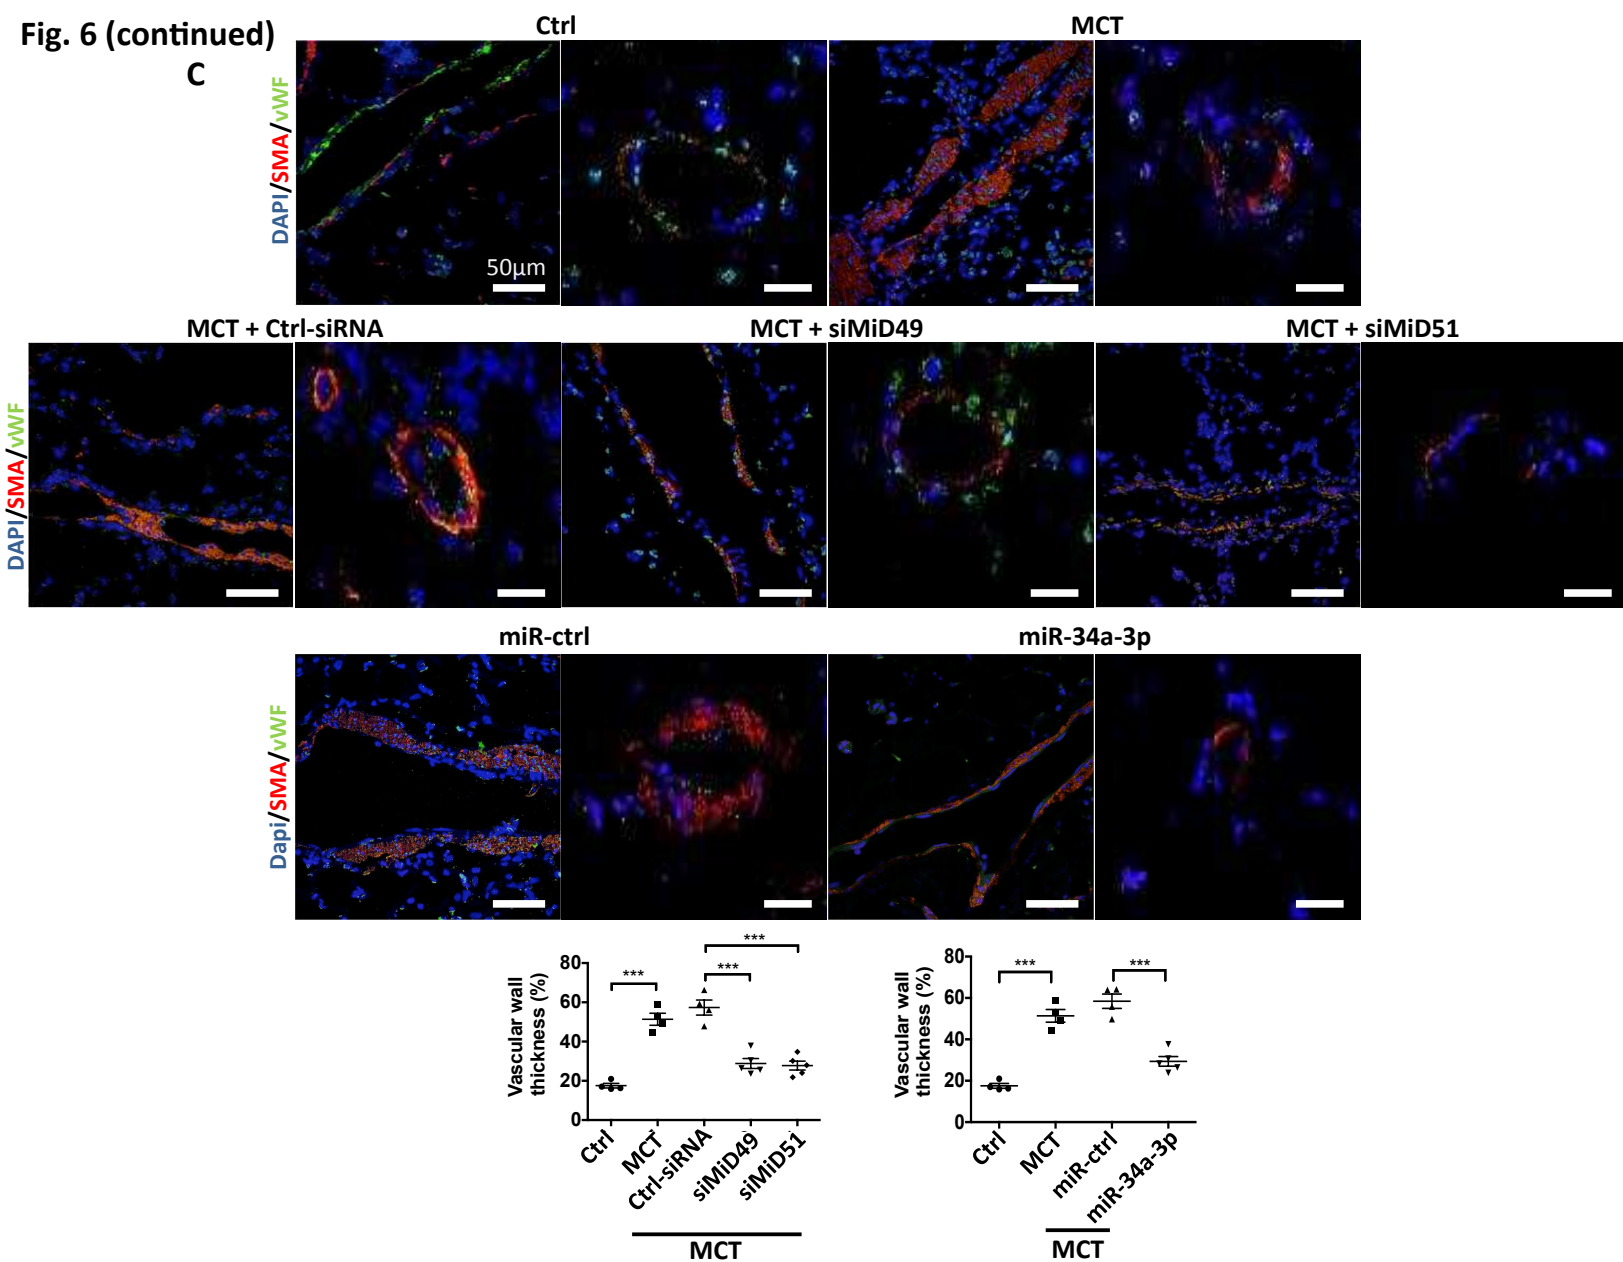 Fig. 6 (continued)
C
Ctrl
MCT
DAPI/SMA/vWF
50µm
MCT + Ctrl-siRNA
MCT + siMiD49
MCT + siMiD51
DAPI/SMA/vWF
miR-ctrl
miR-34a-3p
Dapi/SMA/vWF
Vascular wall
thickness (%)
80
60
40
20
0
***
***
***
Ctrl
MCT
Ctrl-siRNA
siMiD49
siMiD51
MCT
Vascular wall
thickness (%)
80
60
40
20
0
***
***
Ctrl
MCT
miR-ctrl
miR-34a-3p
MCT